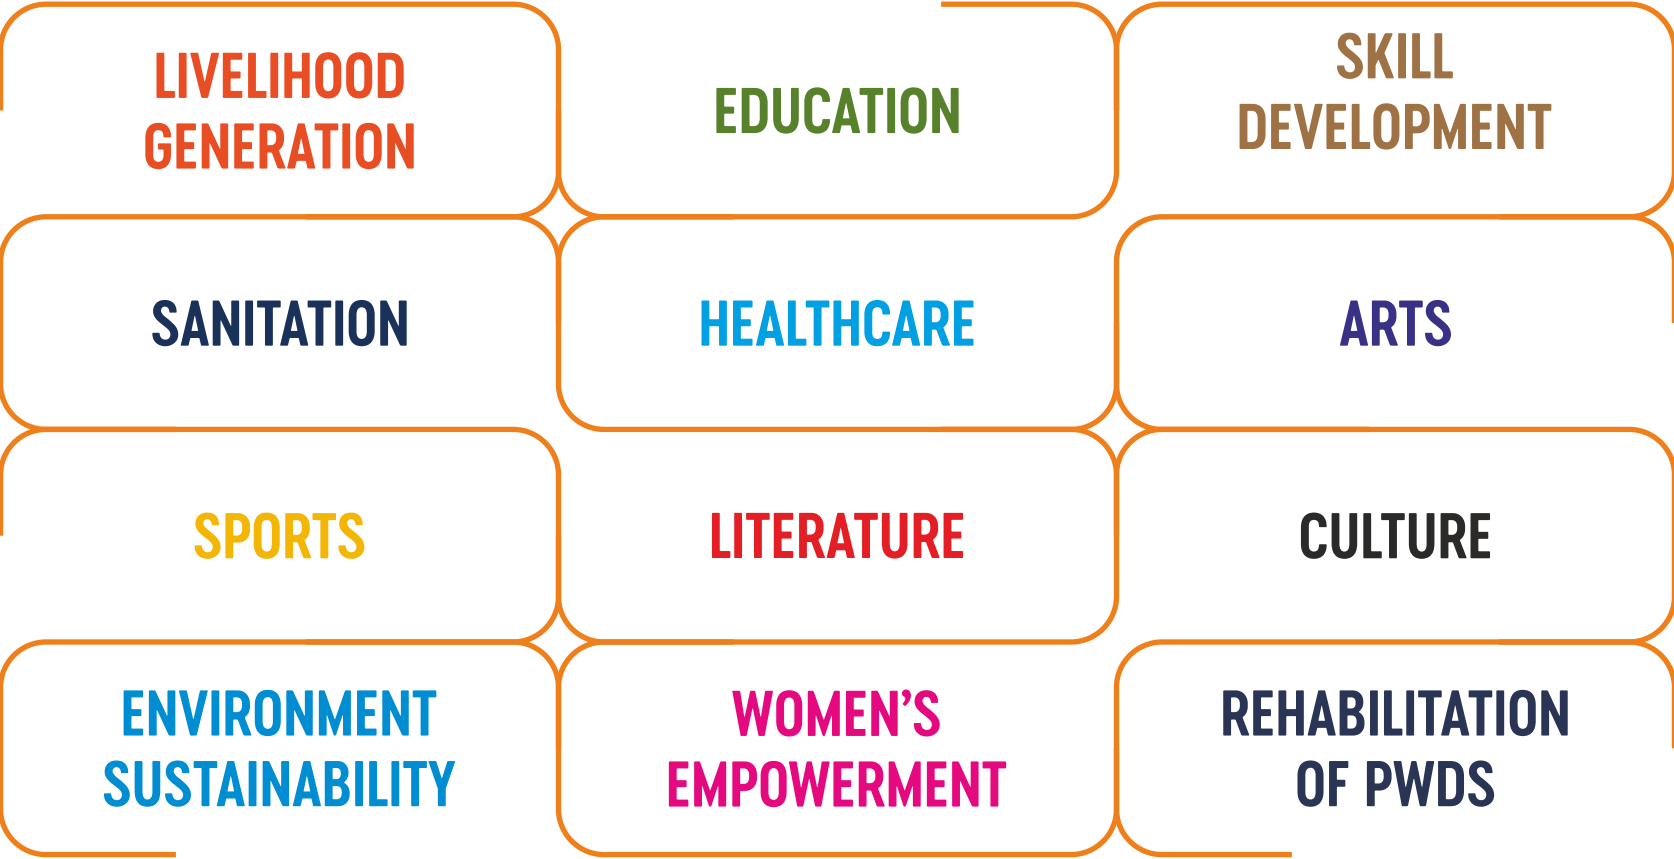 LIVELIHOOD
GENERATION
EDUCATION
SKILL
DEVELOPMENT
SANITATION
HEALTHCARE
ARTS
SPORTS
LITERATURE
CULTURE
ENVIRONMENT
SUSTAINABILITY
WOMEN’S
EMPOWERMENT
REHABILITATION
OF PWDS